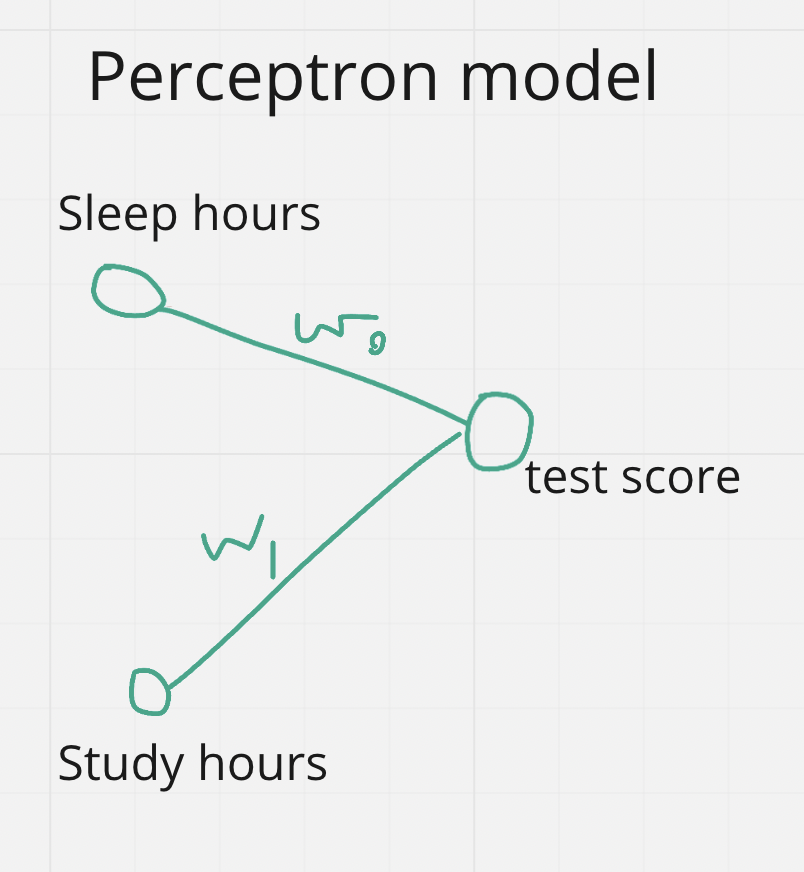 Perceptron model
Sleep hours
w0
test score
w1
Study hours